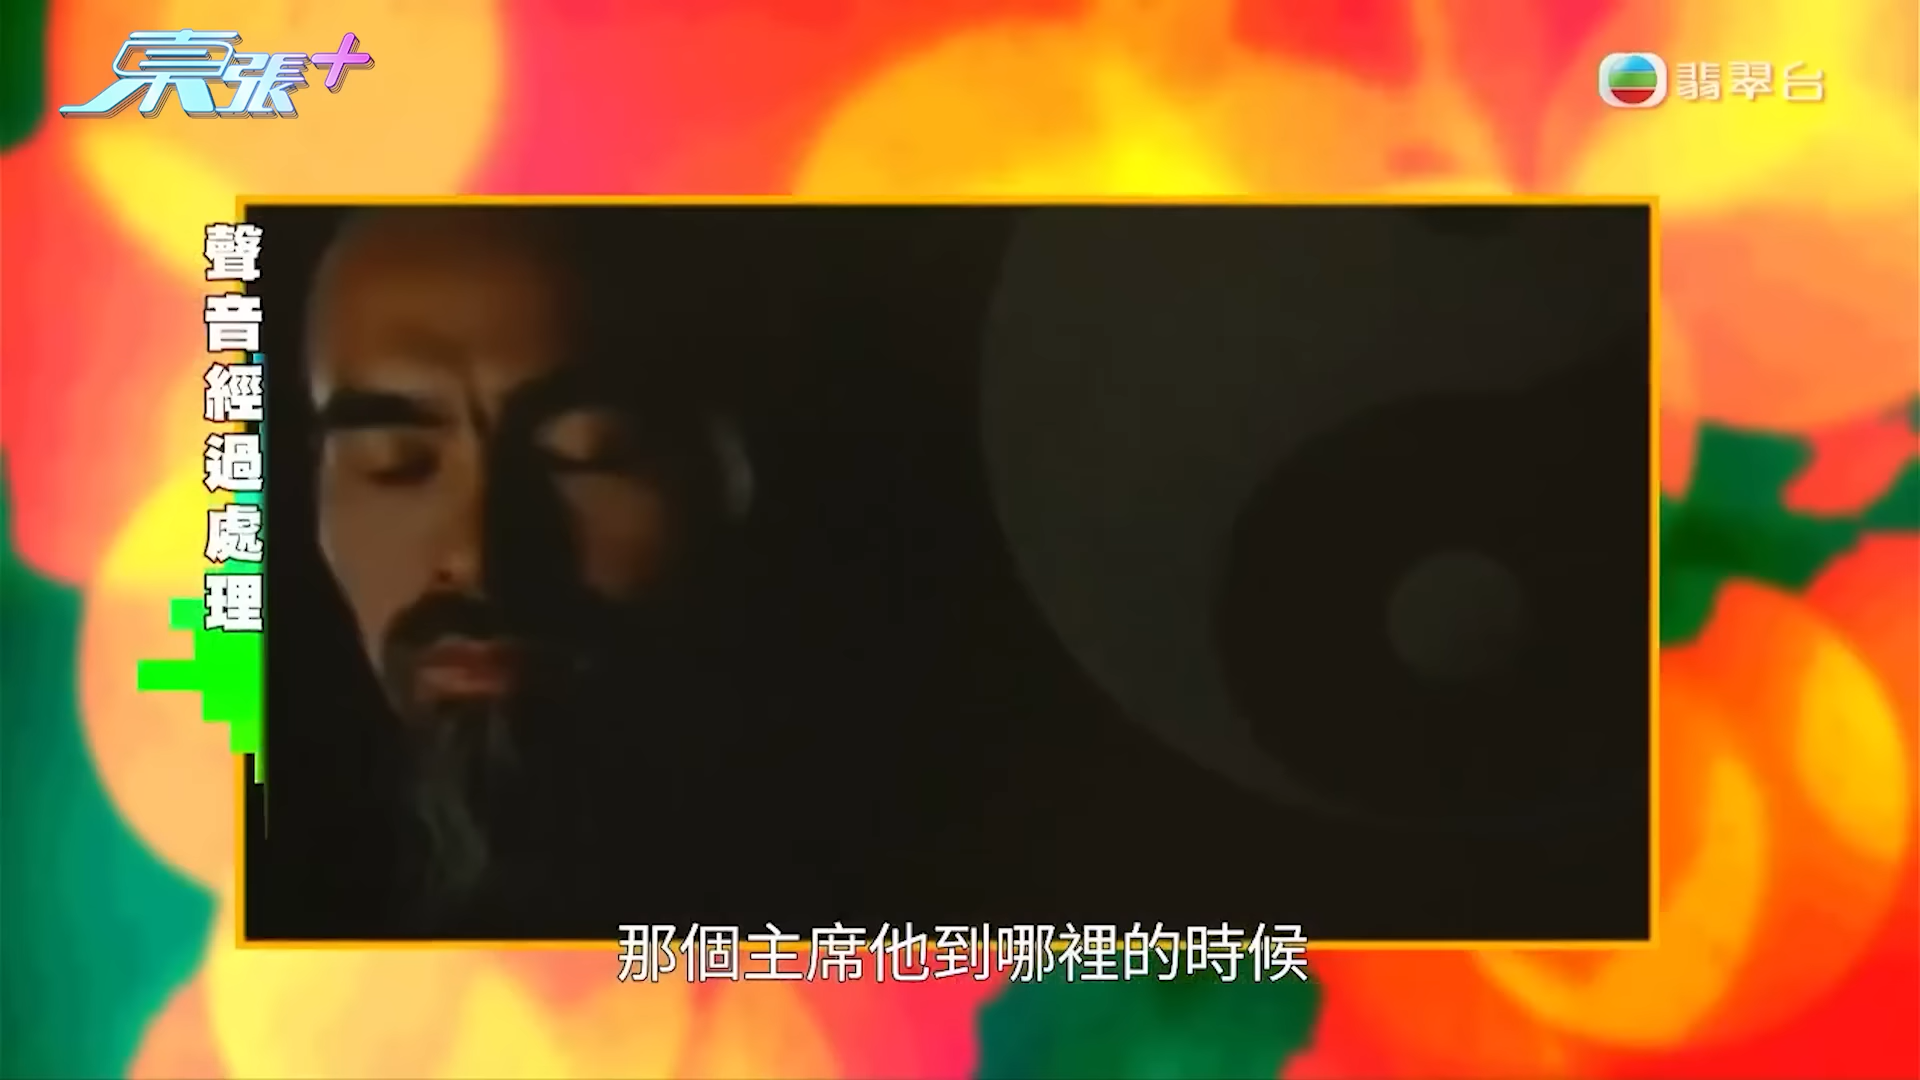 東張+
翡翠台
聲音經過處理
那個主席他到哪裡的時候